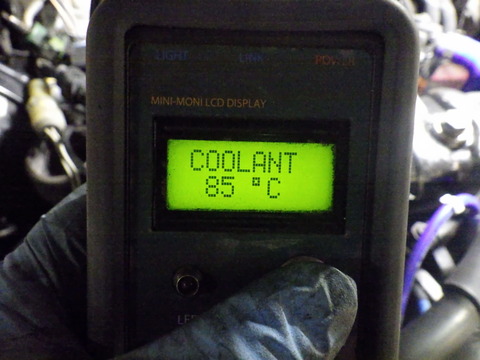 LIGHT LINK POWER
MINI-MONI LCD DISPLAY
COOLANT
85 °C